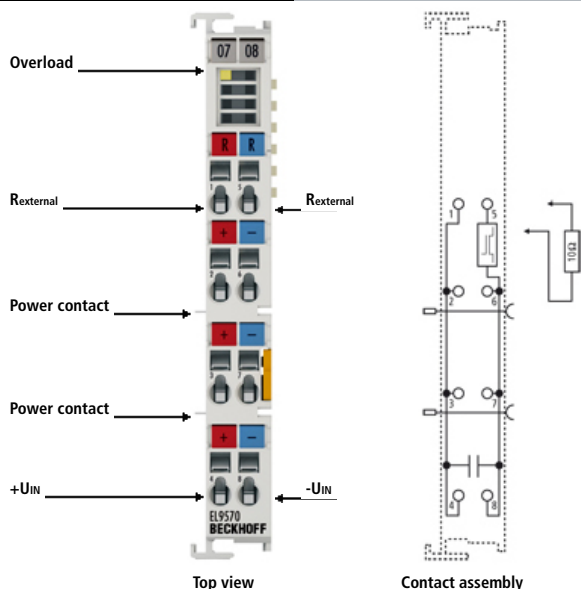 07 08
Overload
R R
1 5
Rexternal
Rexternal
+ −
2 6
Power contact
+ −
3 7
Power contact
+ −
+UIN
-UIN
4 8
EL9570
BECKHOFF
Top view
1 5
10Ω
2 6
3 7
4 8
Contact assembly